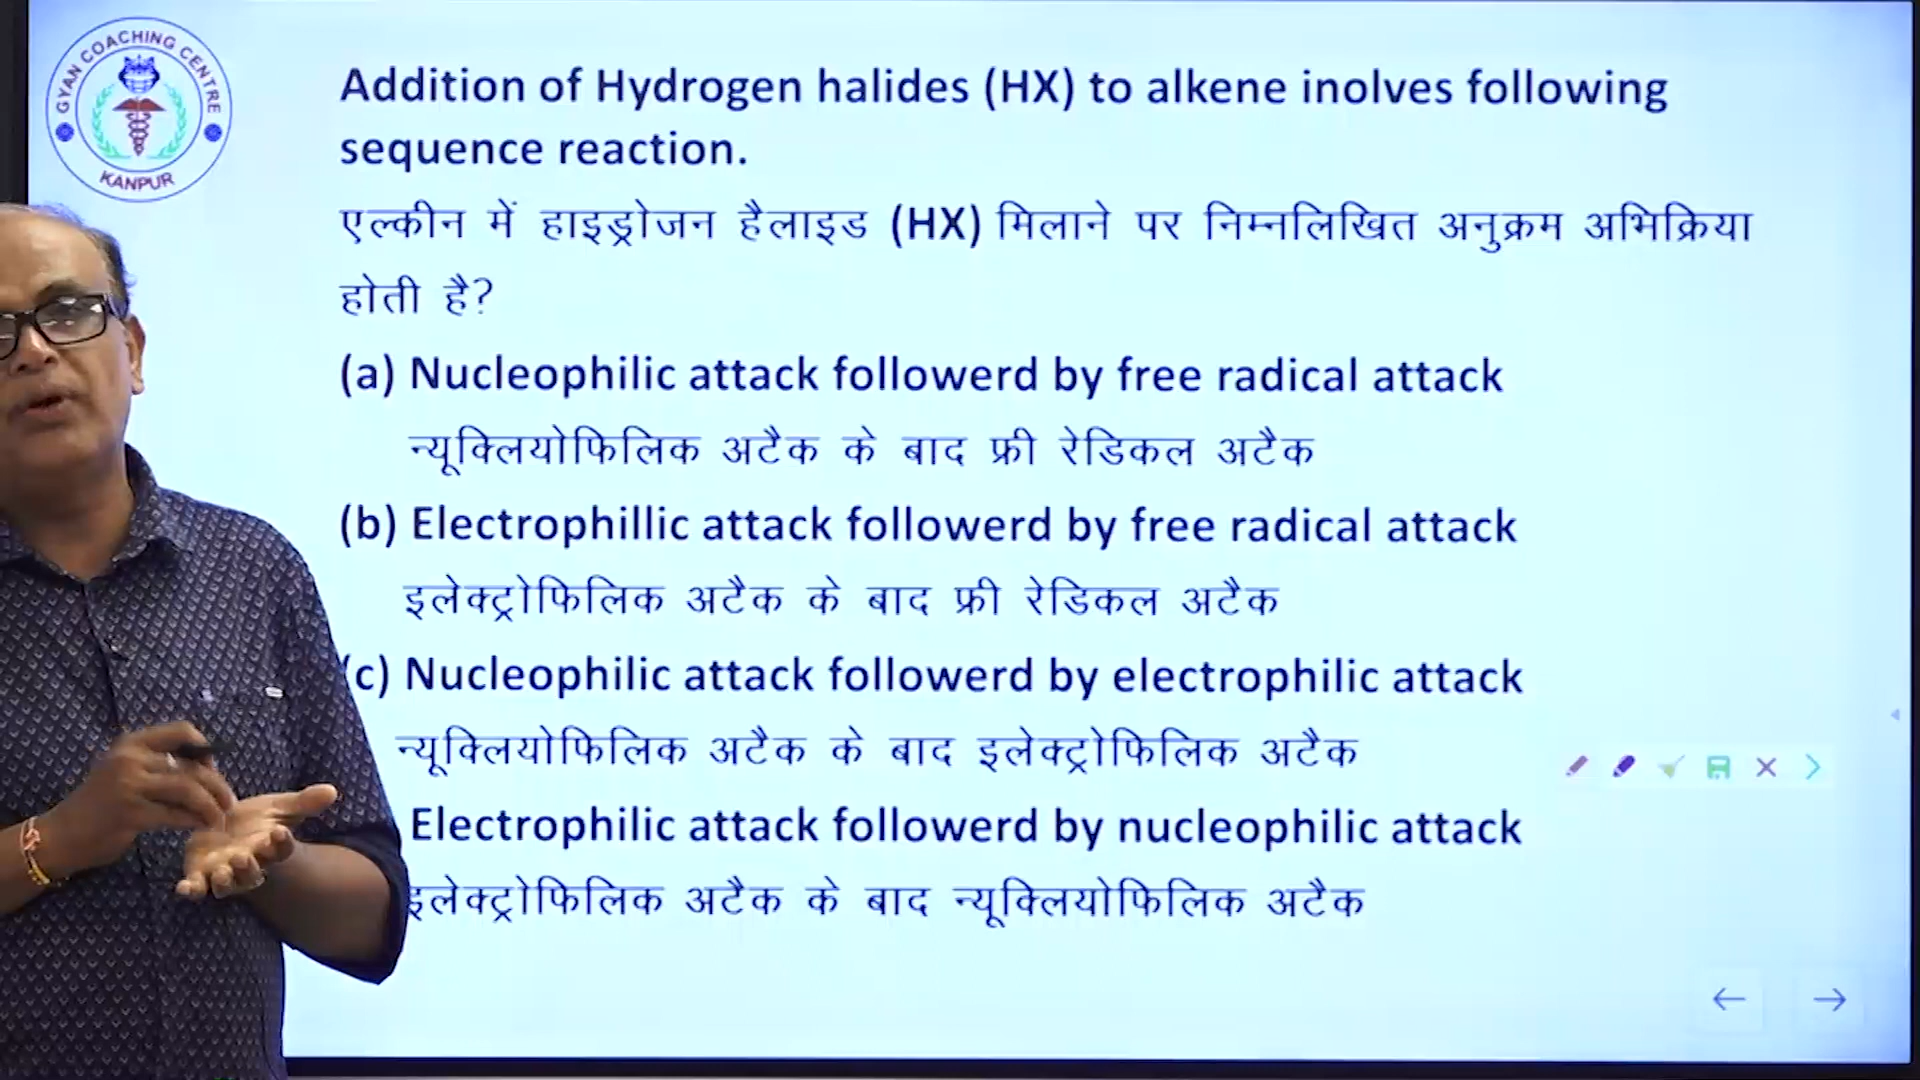 GYAN COACHING CENTRE
KANPUR
Addition of Hydrogen halides (HX) to alkene inolves following
sequence reaction.
एल्कीन में हाइड्रोजन हैलाइड (HX) मिलाने पर निम्नलिखित अनुक्रम अभिक्रिया
होती है?
(a) Nucleophilic attack followerd by free radical attack
न्यूक्लियोफिलिक अटैक के बाद फ्री रेडिकल अटैक
(b) Electrophillic attack followerd by free radical attack
इलेक्ट्रोफिलिक अटैक के बाद फ्री रेडिकल अटैक
(c) Nucleophilic attack followerd by electrophilic attack
न्यूक्लियोफिलिक अटैक के बाद इलेक्ट्रोफिलिक अटैक
Electrophilic attack followerd by nucleophilic attack
इलेक्ट्रोफिलिक अटैक के बाद न्यूक्लियोफिलिक अटैक